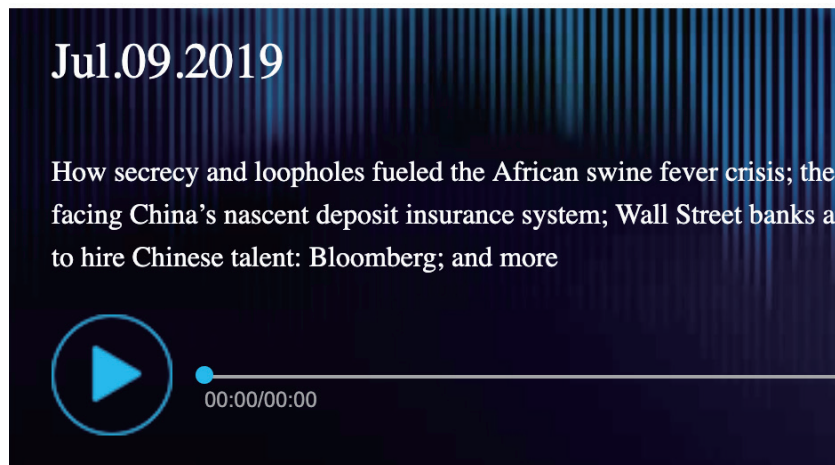 Jul.09.2019
How secrecy and loopholes fueled the African swine fever crisis; the
facing China’s nascent deposit insurance system; Wall Street banks a
to hire Chinese talent: Bloomberg; and more
00:00/00:00